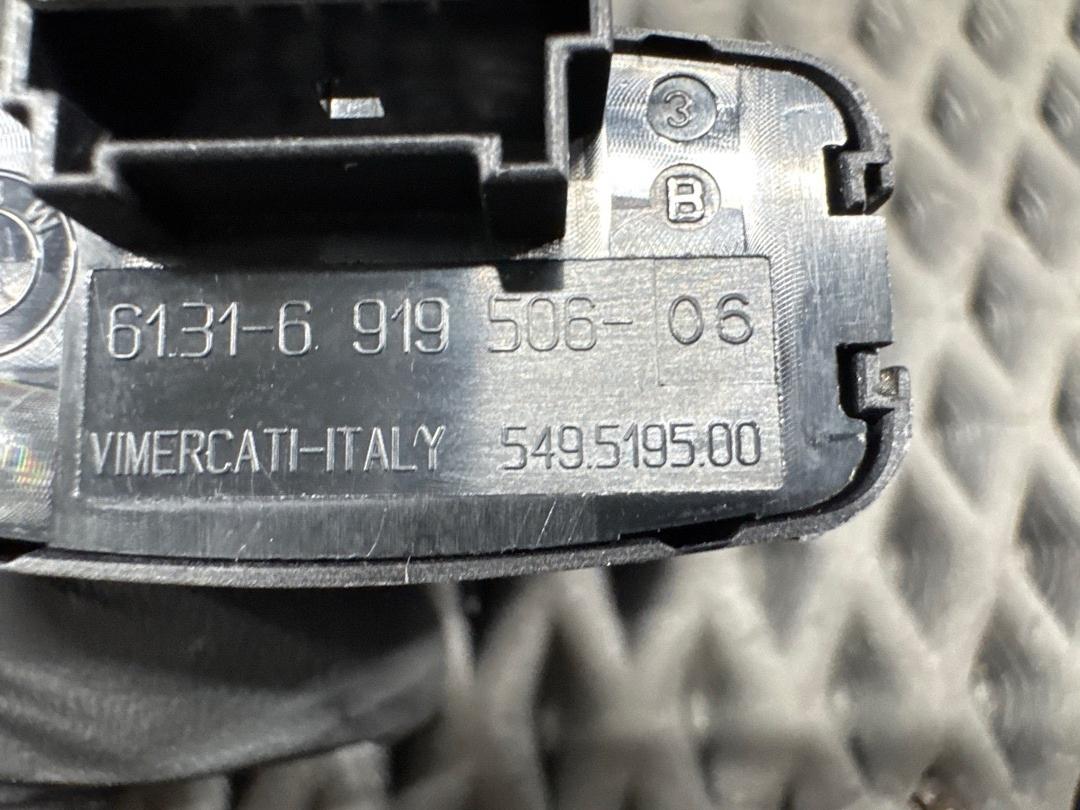 3
B
M
61.31-6 919 506- 06
VIMERCATI-ITALY 549.5195.00